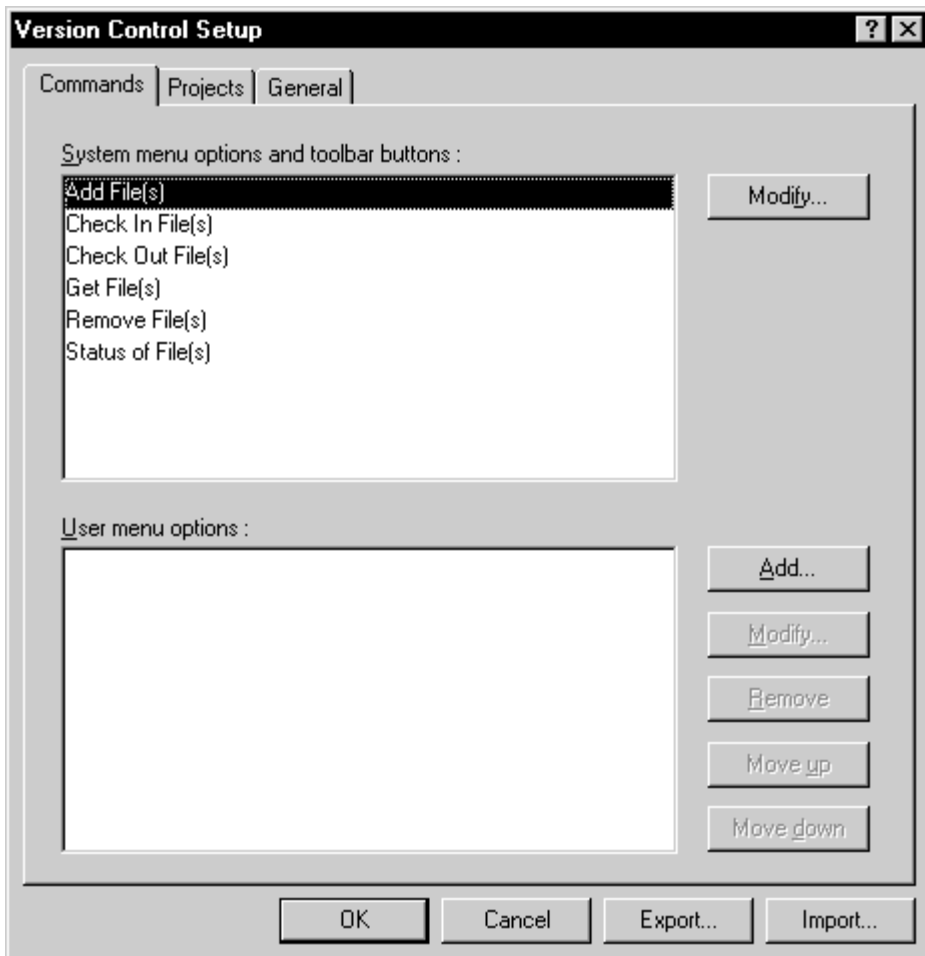 Version Control Setup
Commands Projects General
System menu options and toolbar buttons :
Add File(s)
Modify...
Check In File(s)
Check Out File(s)
Get File(s)
Remove File(s)
Status of File(s)
User menu options :
Add...
Modify...
Remove
Move up
Move down
OK Cancel Export... Import...